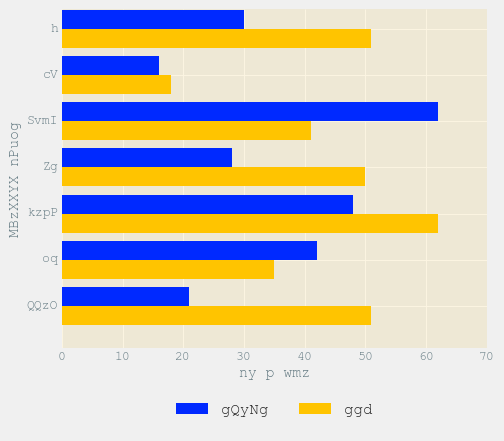 MBzXXYX nPuog
h
cV
SvmI
Zg
kzpP
oq
QQzO
0 10 20 30 40 50 60 70
ny p wmz
gQyNg ggd